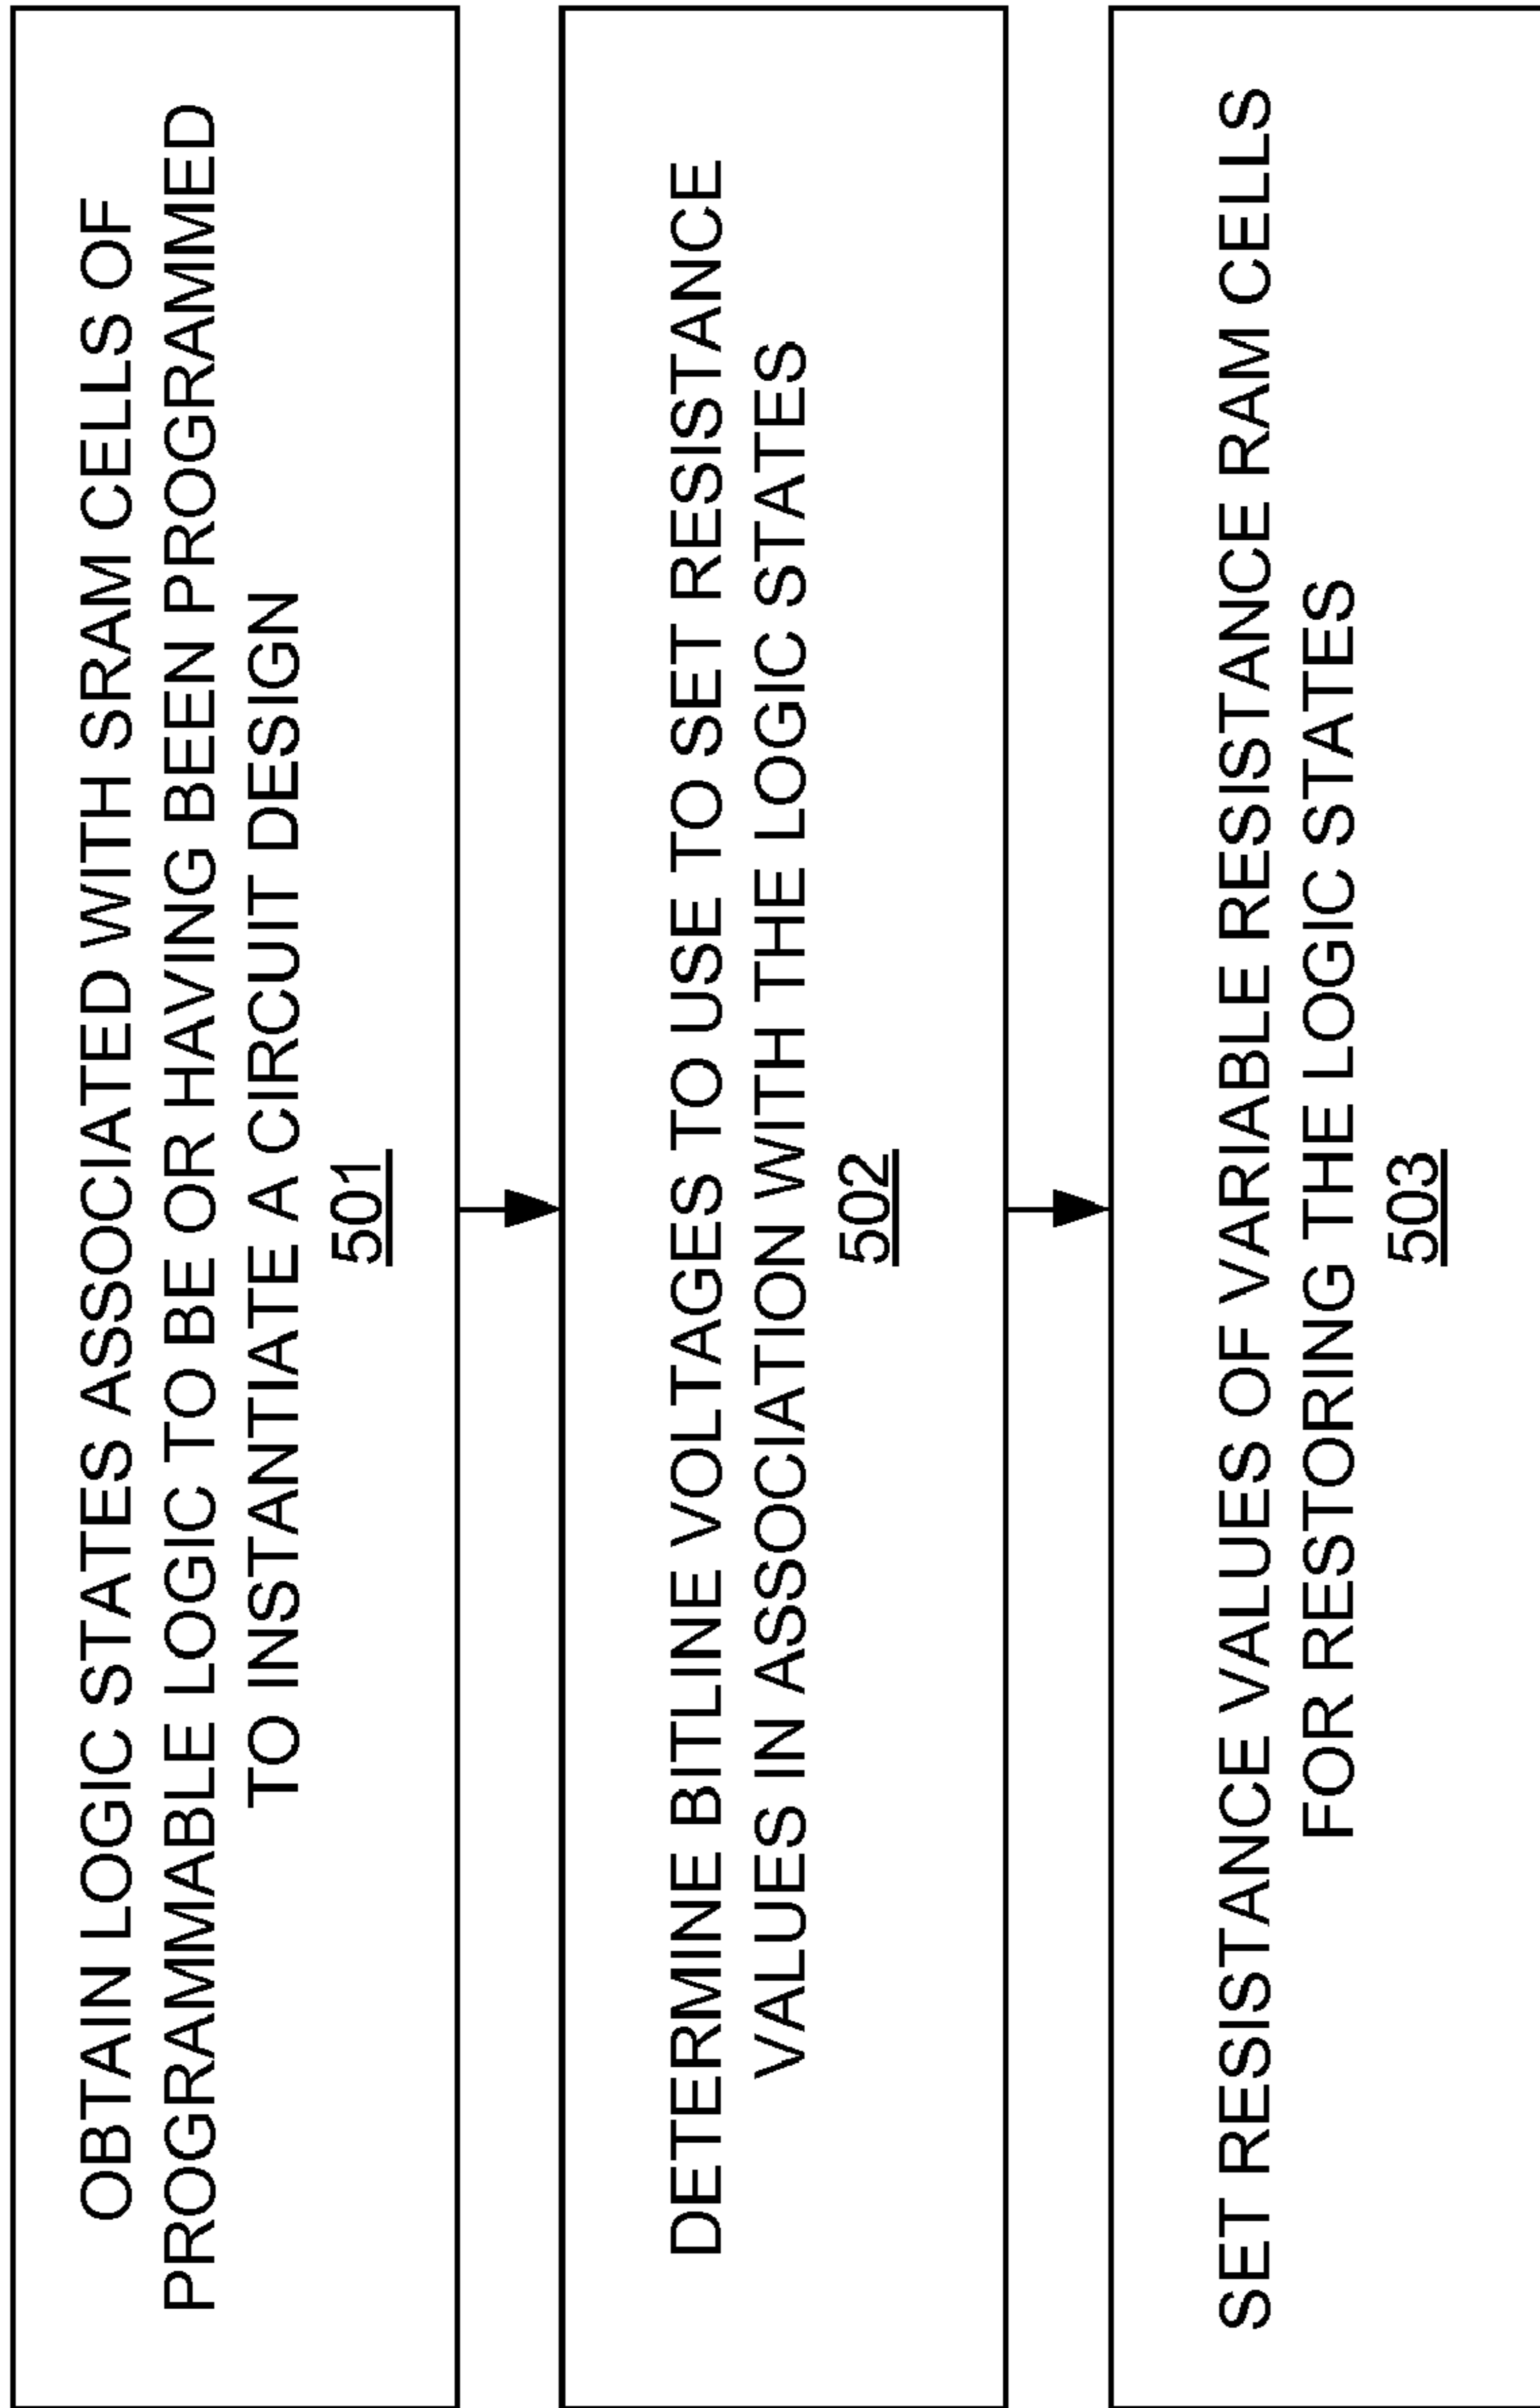 OBTAIN LOGIC STATES ASSOCIATED WITH SRAM CELLS OF
PROGRAMMABLE LOGIC TO BE OR HAVING BEEN PROGRAMMED
TO INSTANTIATE A CIRCUIT DESIGN
501
DETERMINE BITLINE VOLTAGES TO USE TO SET RESISTANCE
VALUES IN ASSOCIATION WITH THE LOGIC STATES
502
SET RESISTANCE VALUES OF VARIABLE RESISTANCE RAM CELLS
FOR RESTORING THE LOGIC STATES
503